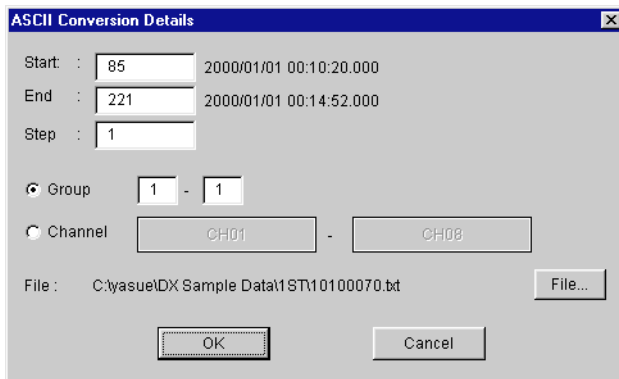 ASCII Conversion Details
Start: : 85 2000/01/01 00:10:20.000
End : 221 2000/01/01 00:14:52.000
Step : 1
Group 1 - 1
Channel CH01 - CH08
File : C:\yasue\DX Sample Data\1ST\10100070.txt File...
OK Cancel